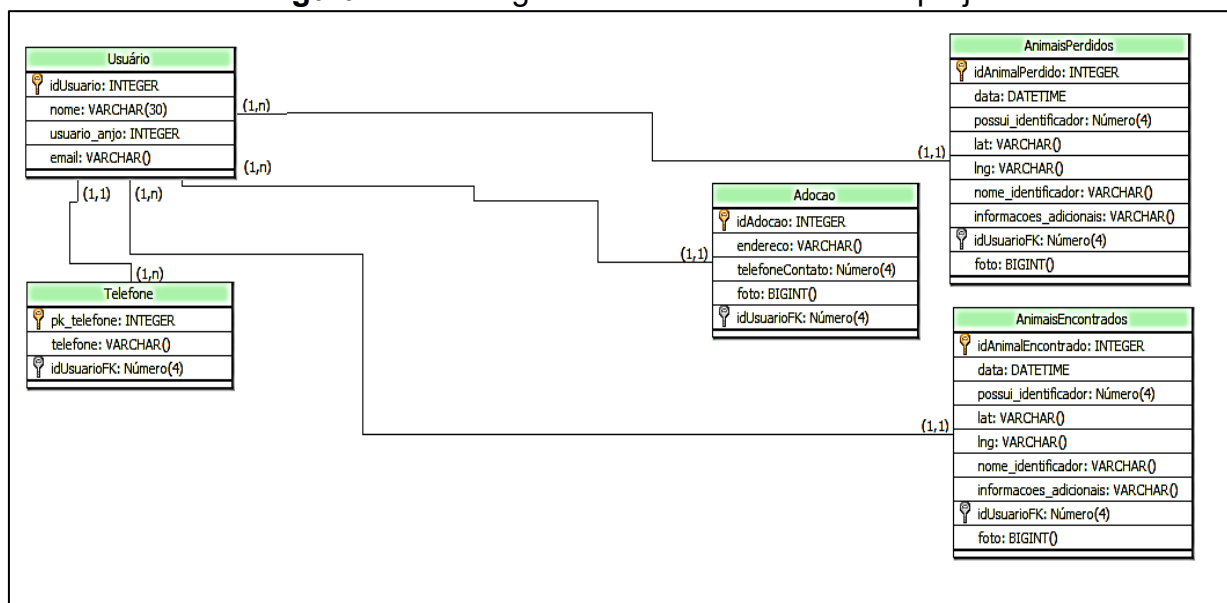 Usuário
idUsuario: INTEGER
nome: VARCHAR(30)
usuario_anjo: INTEGER
email: VARCHAR()
(1,n)
(1,n)
(1,1)
(1,n)
(1,n)
Telefone
pk_telefone: INTEGER
telefone: VARCHAR()
idUsuarioFK: Número(4)
(1,1)
Adocao
idAdocao: INTEGER
endereco: VARCHAR()
telefoneContato: Número(4)
foto: BIGINT()
idUsuarioFK: Número(4)
(1,1)
AnimaisPerdidos
idAnimalPerdido: INTEGER
data: DATETIME
possui_identificador: Número(4)
lat: VARCHAR()
lng: VARCHAR()
nome_identificador: VARCHAR()
informacoes_adicionais: VARCHAR()
idUsuarioFK: Número(4)
foto: BIGINT()
(1,1)
AnimaisEncontrados
idAnimalEncontrado: INTEGER
data: DATETIME
possui_identificador: Número(4)
lat: VARCHAR()
lng: VARCHAR()
nome_identificador: VARCHAR()
informacoes_adicionais: VARCHAR()
idUsuarioFK: Número(4)
foto: BIGINT()